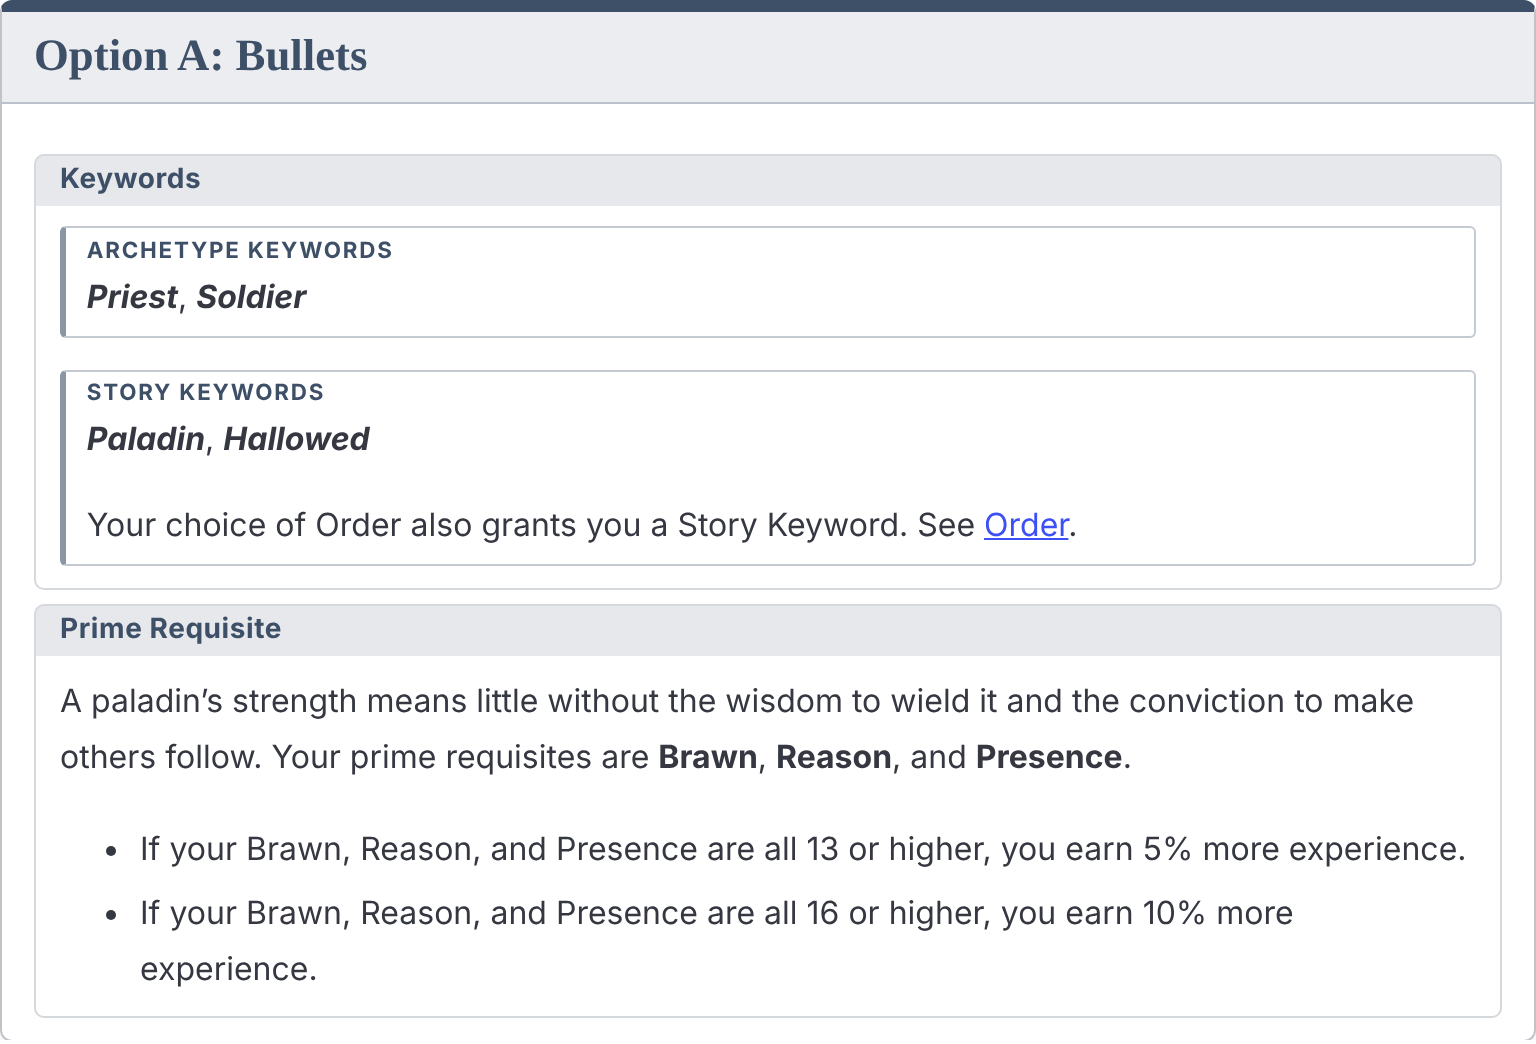 Option A: Bullets
Keywords
ARCHETYPE KEYWORDS
Priest, Soldier
STORY KEYWORDS
Paladin, Hallowed
Your choice of Order also grants you a Story Keyword. See Order.
Prime Requisite
A paladin’s strength means little without the wisdom to wield it and the conviction to make
others follow. Your prime requisites are Brawn, Reason, and Presence.
• If your Brawn, Reason, and Presence are all 13 or higher, you earn 5% more experience.
• If your Brawn, Reason, and Presence are all 16 or higher, you earn 10% more
experience.